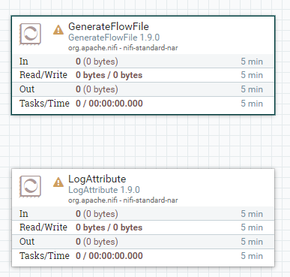 GenerateFlowFile
GenerateFlowFile 1.9.0
org.apache.nifi - nifi-standard-nar
In 0 (0 bytes) 5 min
Read/Write 0 bytes / 0 bytes 5 min
Out 0 (0 bytes) 5 min
Tasks/Time 0 / 00:00:00.000 5 min
LogAttribute
LogAttribute 1.9.0
org.apache.nifi - nifi-standard-nar
In 0 (0 bytes) 5 min
Read/Write 0 bytes / 0 bytes 5 min
Out 0 (0 bytes) 5 min
Tasks/Time 0 / 00:00:00.000 5 min